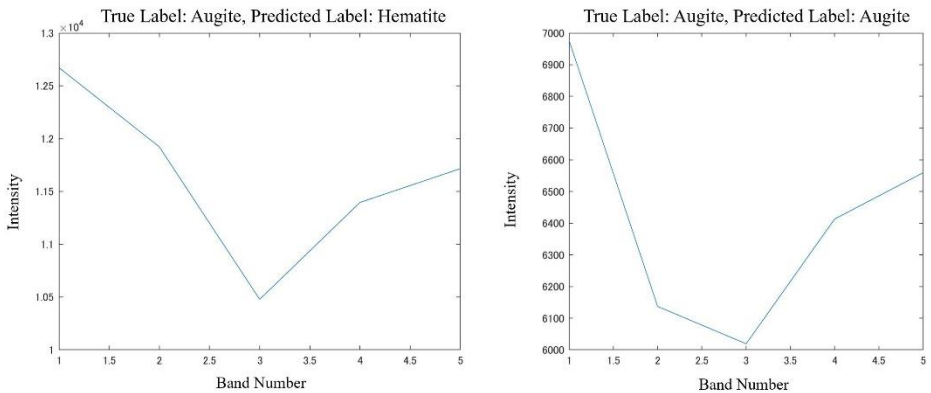 True Label: Augite, Predicted Label: Hematite
×10⁴
1.3
1.25
1.2
1.15
1.1
1.05
1
Intensity
1 1.5 2 2.5 3 3.5 4 4.5 5
Band Number
True Label: Augite, Predicted Label: Augite
7000
6900
6800
6700
6600
6500
6400
6300
6200
6100
6000
Intensity
1 1.5 2 2.5 3 3.5 4 4.5 5
Band Number